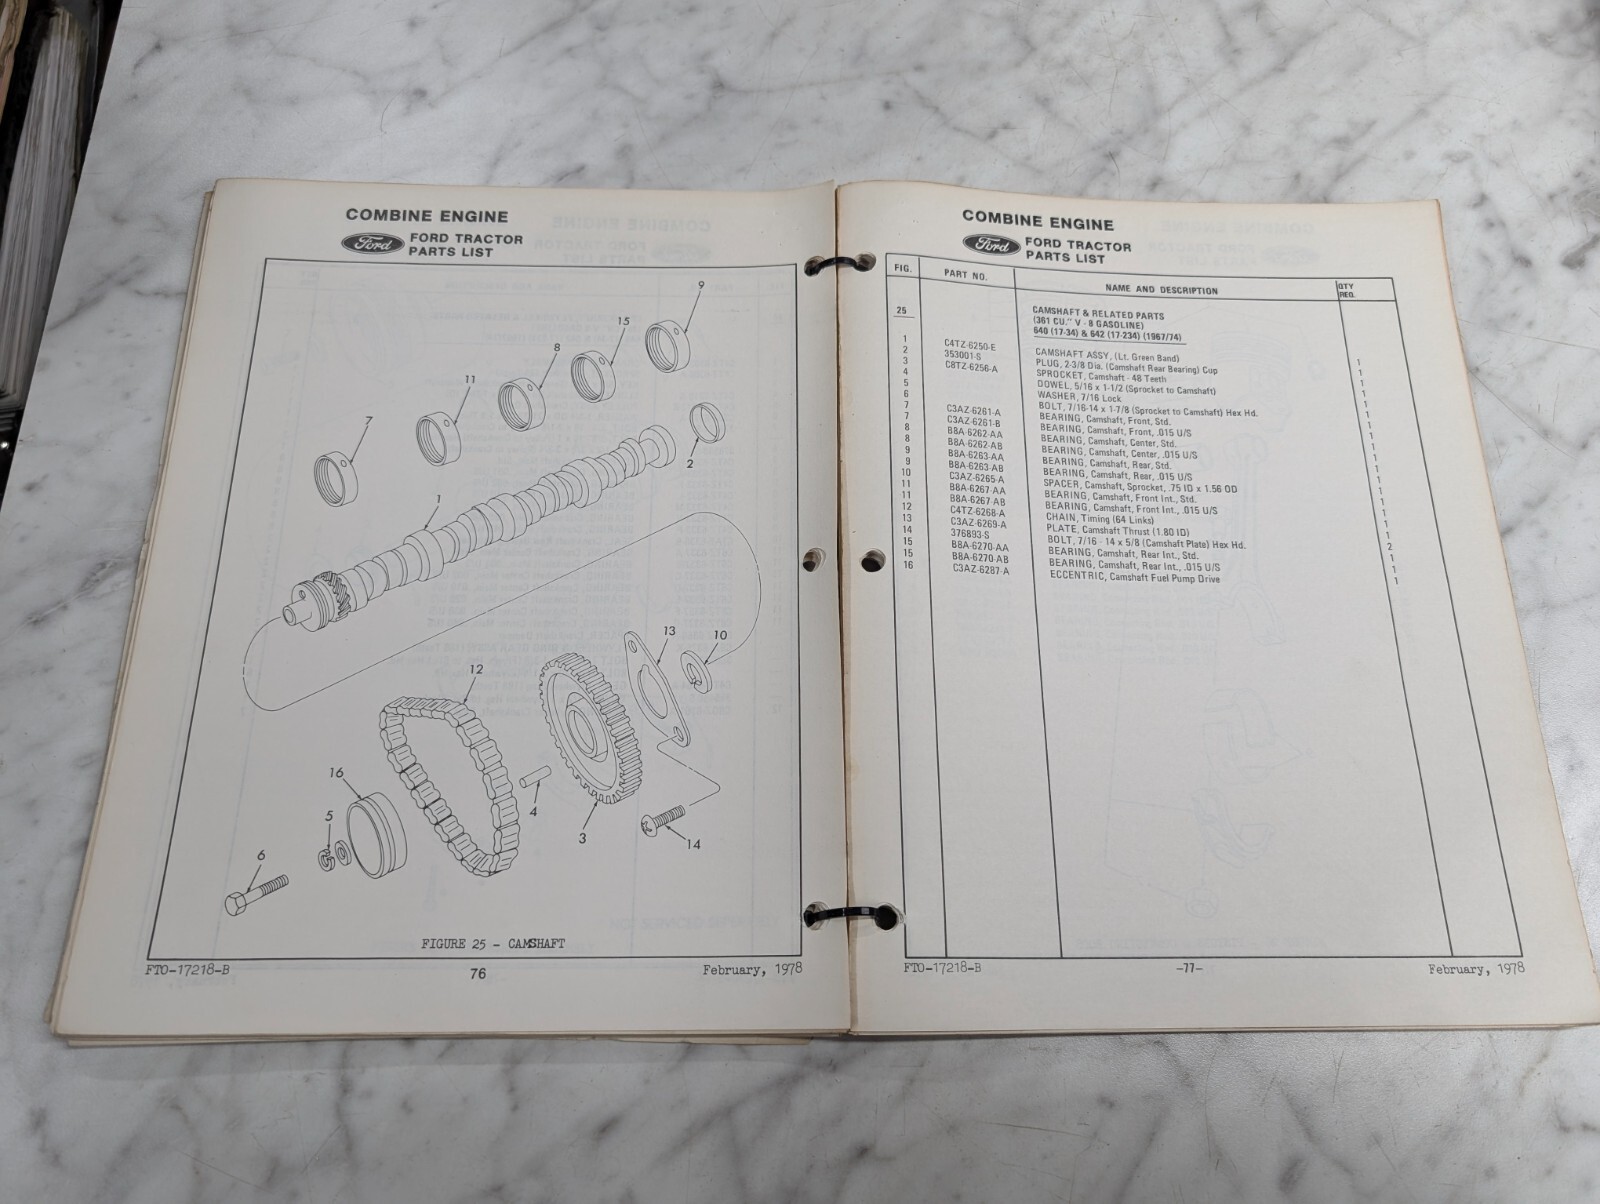 COMBINE ENGINE
Ford FORD TRACTOR
PARTS LIST
9
15
8
11
7
2
1
13
10
12
16
4
5
3
14
6
FIGURE 25 - CAMSHAFT
FTO-17218-B 76 February, 1978
COMBINE ENGINE
Ford FORD TRACTOR
PARTS LIST
FIG. PART NO. NAME AND DESCRIPTION QTY REQ.
25 CAMSHAFT & RELATED PARTS
(361 CU." V - 8 GASOLINE)
640 (17-34) & 642 (17-234) (1967/74)
1 C4TZ-6250-E CAMSHAFT ASSY, (Lt. Green Band) 1
2 353001-S PLUG, 2-3/8 Dia. (Camshaft Rear Bearing) Cup 1
3 C8TZ-6256-A SPROCKET, Camshaft - 48 Teeth 1
4 DOWEL, 5/16 x 1-1/2 (Sprocket to Camshaft) 1
5 WASHER, 7/16 Lock 1
6 BOLT, 7/16-14 x 1-7/8 (Sprocket to Camshaft) Hex Hd. 1
7 C3AZ-6261-A BEARING, Camshaft, Front, Std. 1
7 C3AZ-6261-B BEARING, Camshaft, Front, .015 U/S 1
8 B8A-6262-AA BEARING, Camshaft, Center, Std. 1
8 B8A-6262-AB BEARING, Camshaft, Center, .015 U/S 1
9 B8A-6263-AA BEARING, Camshaft, Rear, Std. 1
9 B8A-6263-AB BEARING, Camshaft, Rear, .015 U/S 1
10 C3AZ-6265-A SPACER, Camshaft, Sprocket, .75 ID x 1.56 OD 1
11 B8A-6267-AA BEARING, Camshaft, Front Int., Std. 1
11 B8A-6267-AB BEARING, Camshaft, Front Int., .015 U/S 1
12 C4TZ-6268-A CHAIN, Timing (64 Links) 1
13 C3AZ-6269-A PLATE, Camshaft Thrust (1.80 ID) 1
14 376893-S BOLT, 7/16 - 14 x 5/8 (Camshaft Plate) Hex Hd. 2
15 B8A-6270-AA BEARING, Camshaft, Rear Int., Std. 1
15 B8A-6270-AB BEARING, Camshaft, Rear Int., .015 U/S 1
16 C3AZ-6287-A ECCENTRIC, Camshaft Fuel Pump Drive 1
FTO-17218-B -77- February, 1978